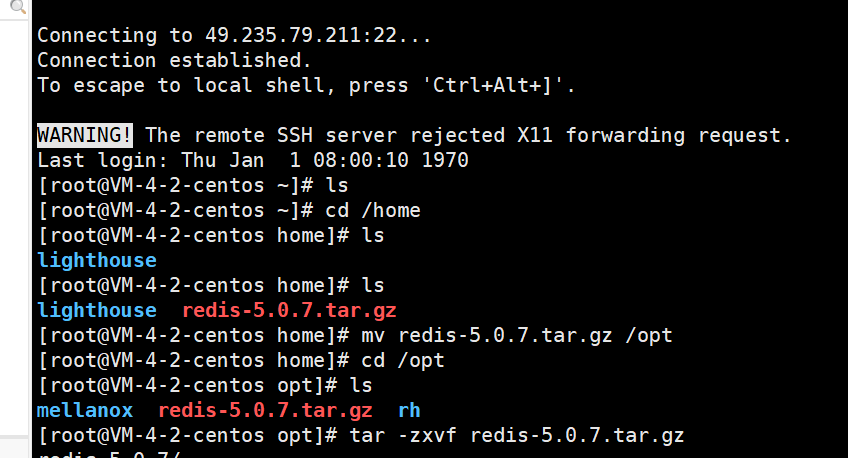 Connecting to 49.235.79.211:22...
Connection established.
To escape to local shell, press 'Ctrl+Alt+]'.
WARNING! The remote SSH server rejected X11 forwarding request.
Last login: Thu Jan  1 08:00:10 1970
[root@VM-4-2-centos ~]# ls
[root@VM-4-2-centos ~]# cd /home
[root@VM-4-2-centos home]# ls
lighthouse
[root@VM-4-2-centos home]# ls
lighthouse  redis-5.0.7.tar.gz
[root@VM-4-2-centos home]# mv redis-5.0.7.tar.gz /opt
[root@VM-4-2-centos home]# cd /opt
[root@VM-4-2-centos opt]# ls
mellanox  redis-5.0.7.tar.gz  rh
[root@VM-4-2-centos opt]# tar -zxvf redis-5.0.7.tar.gz
redis-5.0.7/